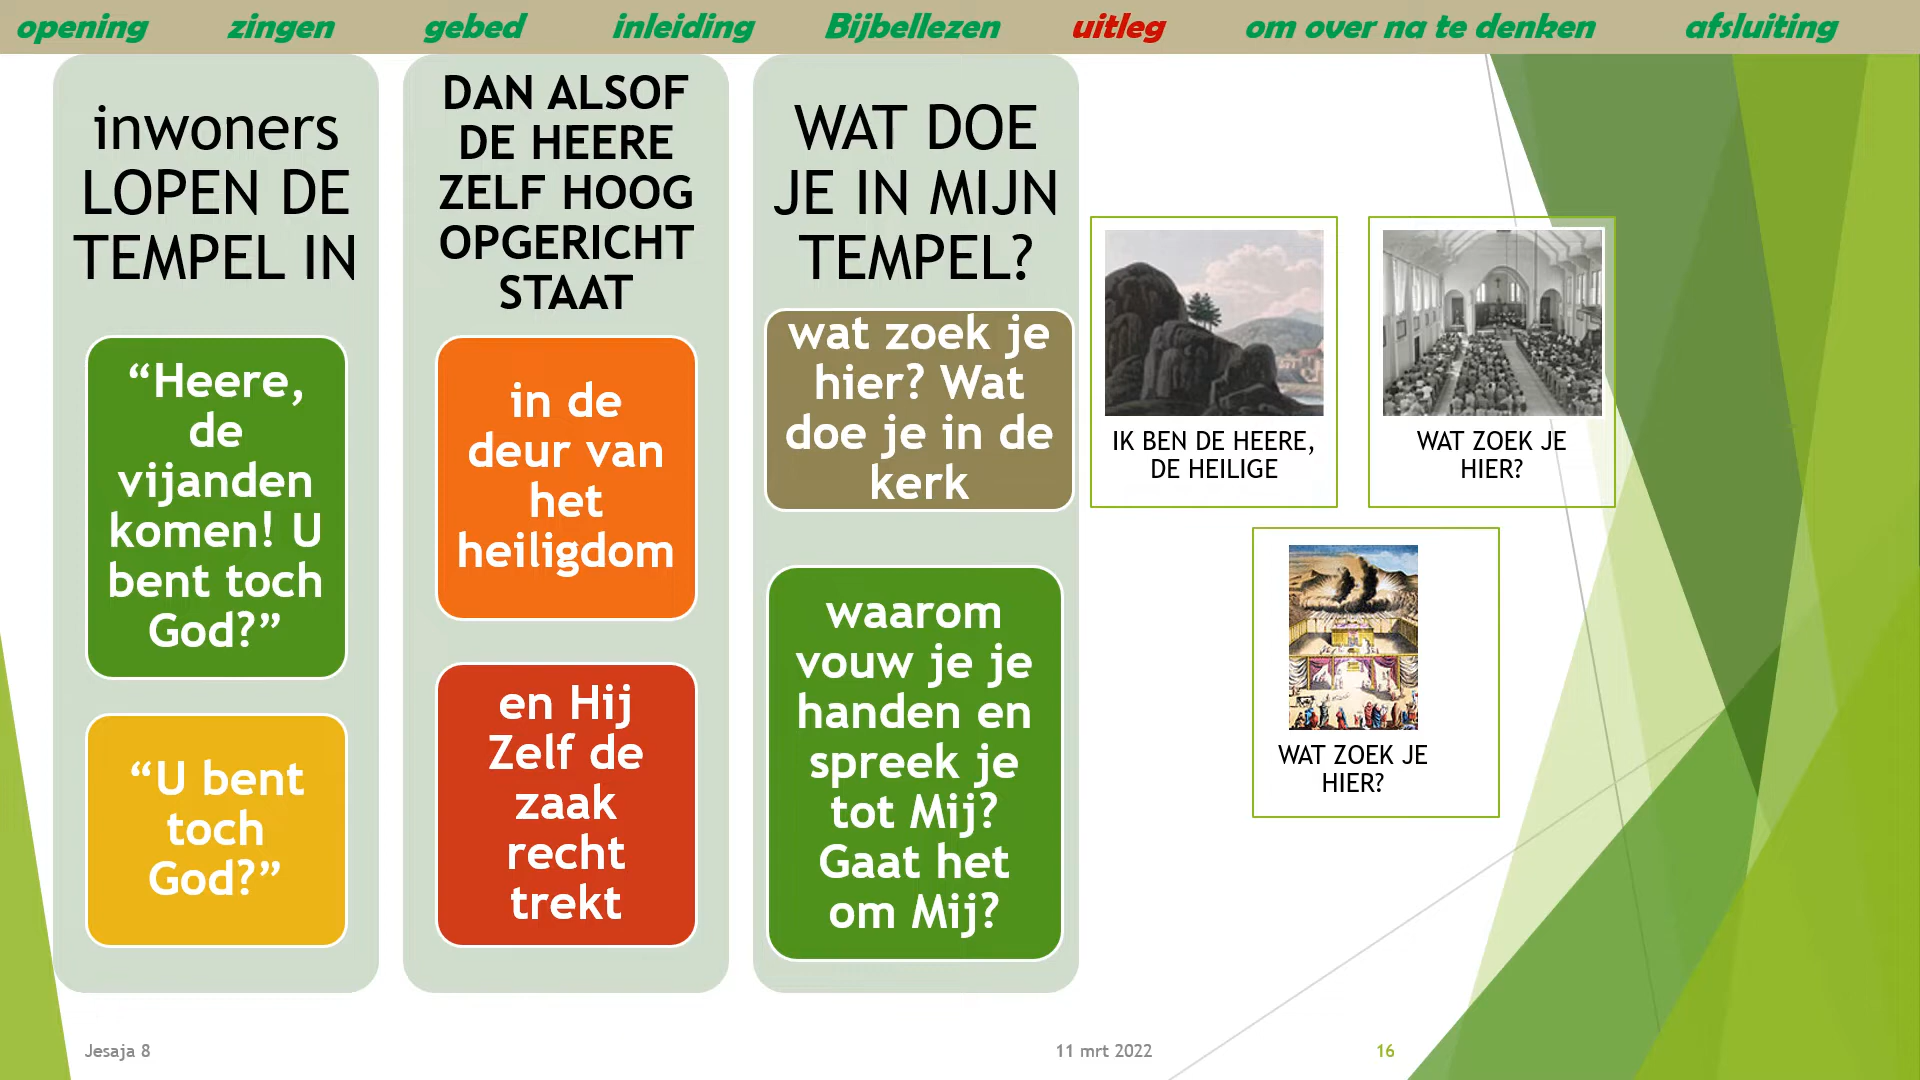 opening zingen gebed inleiding Bijbellezen uitleg om over na te denken afsluiting
inwoners
LOPEN DE
TEMPEL IN
“Heere,
de
vijanden
komen! U
bent toch
God?”
“U bent
toch
God?”
DAN ALSOF
DE HEERE
ZELF HOOG
OPGERICHT
STAAT
in de
deur van
het
heiligdom
en Hij
Zelf de
zaak
recht
trekt
WAT DOE
JE IN MIJN
TEMPEL?
wat zoek je
hier? Wat
doe je in de
kerk
waarom
vouw je je
handen en
spreek je
tot Mij?
Gaat het
om Mij?
IK BEN DE HEERE,
DE HEILIGE
WAT ZOEK JE
HIER?
WAT ZOEK JE
HIER?
Jesaja 8
11 mrt 2022
16